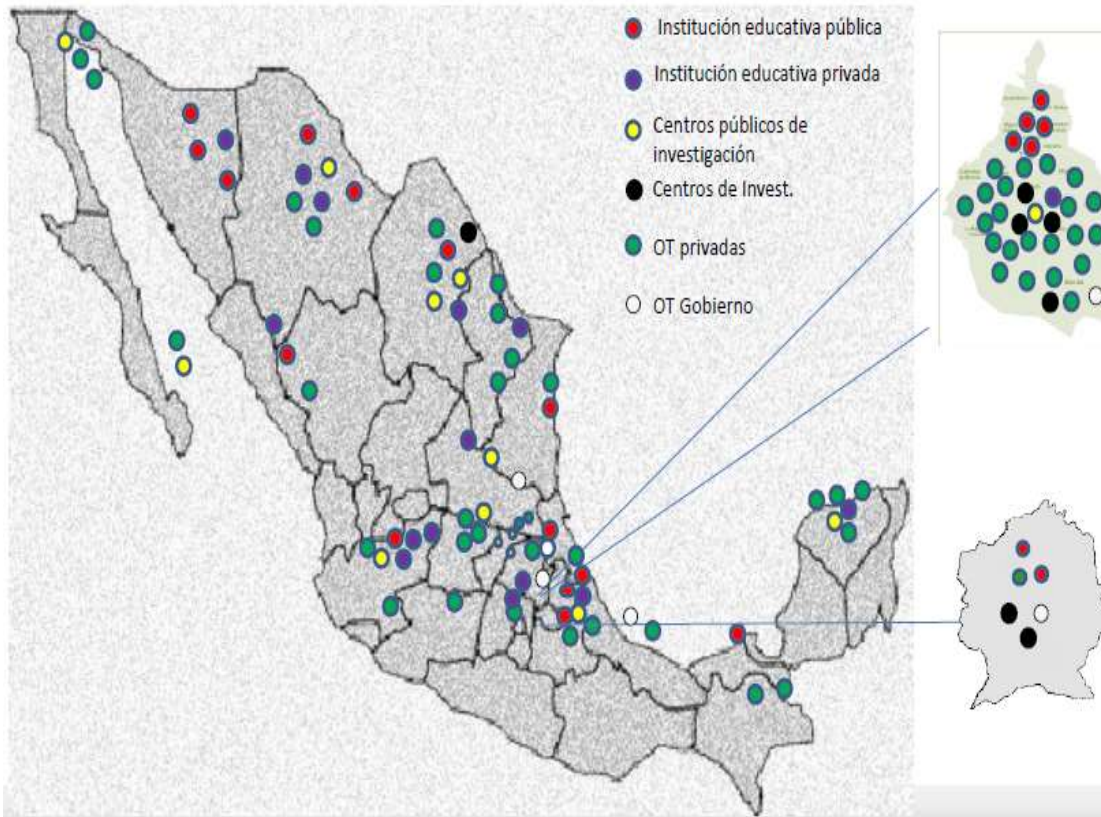 Institución educativa pública
Institución educativa privada
Centros públicos de
investigación
Centros de Invest.
OT privadas
OT Gobierno